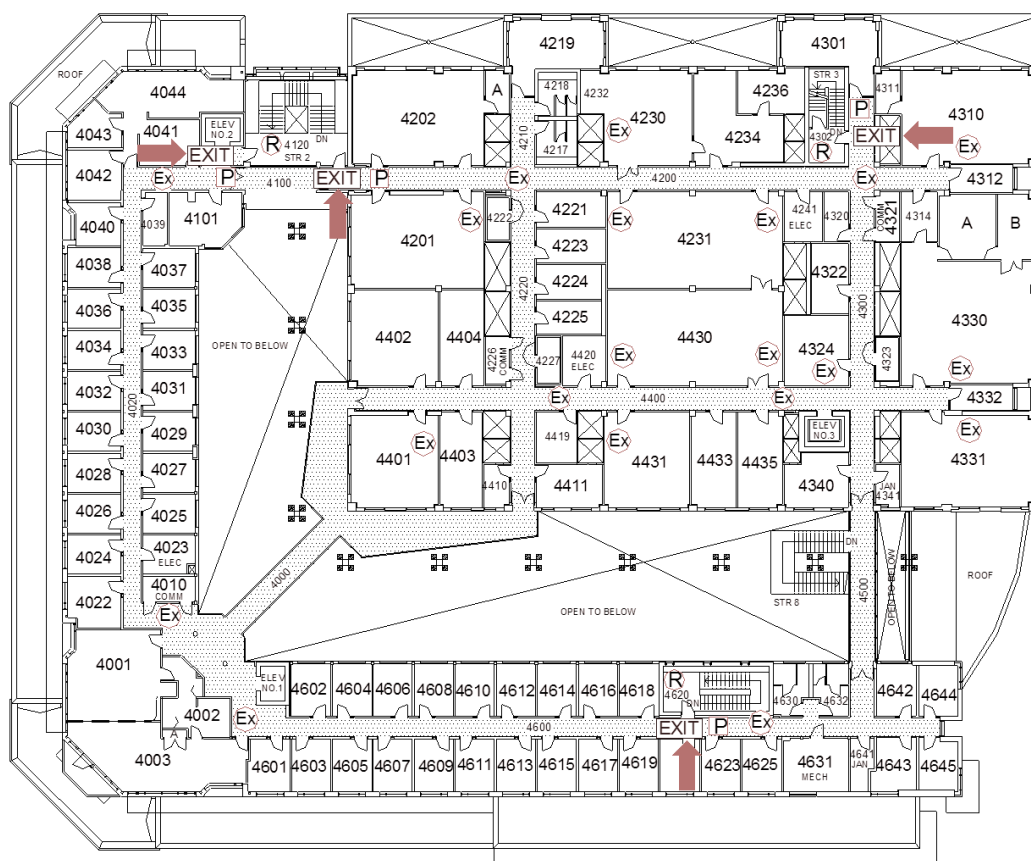 4219
4301
ROOF
4044
A
4218
4232
4236
STR 3
4311
P
4043
4041
ELEV
NO.2
4202
4210
4230
4310
DN
Ex
4234
EXIT
R
4120
STR 2
4217
4302
DN
R
Ex
EXIT
4042
Ex
P
4100
EXIT
P
Ex
4200
Ex
4312
4039
4101
4040
Ex
4222
4221
Ex
Ex
4241
ELEC
4320
COMM
4321
4314
A
B
4201
4223
4231
4038
4037
4220
4224
4322
4036
4035
4225
4300
4330
4034
OPEN TO BELOW
4033
4402
4404
4226
COMM
4227
4420
ELEC
Ex
4430
Ex
4324
Ex
4323
Ex
4032
4031
4020
Ex
4400
Ex
4332
4030
4029
4401
Ex
4403
4419
Ex
4431
4433
4435
ELEV
NO.3
Ex
4331
4028
4027
4410
4411
4340
JAN
4341
4026
4025
4024
4023
ELEC
DN
4000
4500
OPEN TO BELOW
ROOF
4022
4010
COMM
Ex
OPEN TO BELOW
STR 8
4001
ELEV
NO.1
4602
4604
4606
4608
4610
4612
4614
4616
4618
R
4620
DN
4630
4632
4642
4644
4002
A
Ex
4600
EXIT
P
Ex
4003
4601
4603
4605
4607
4609
4611
4613
4615
4617
4619
4623
4625
4631
MECH
4641
JAN
4643
4645